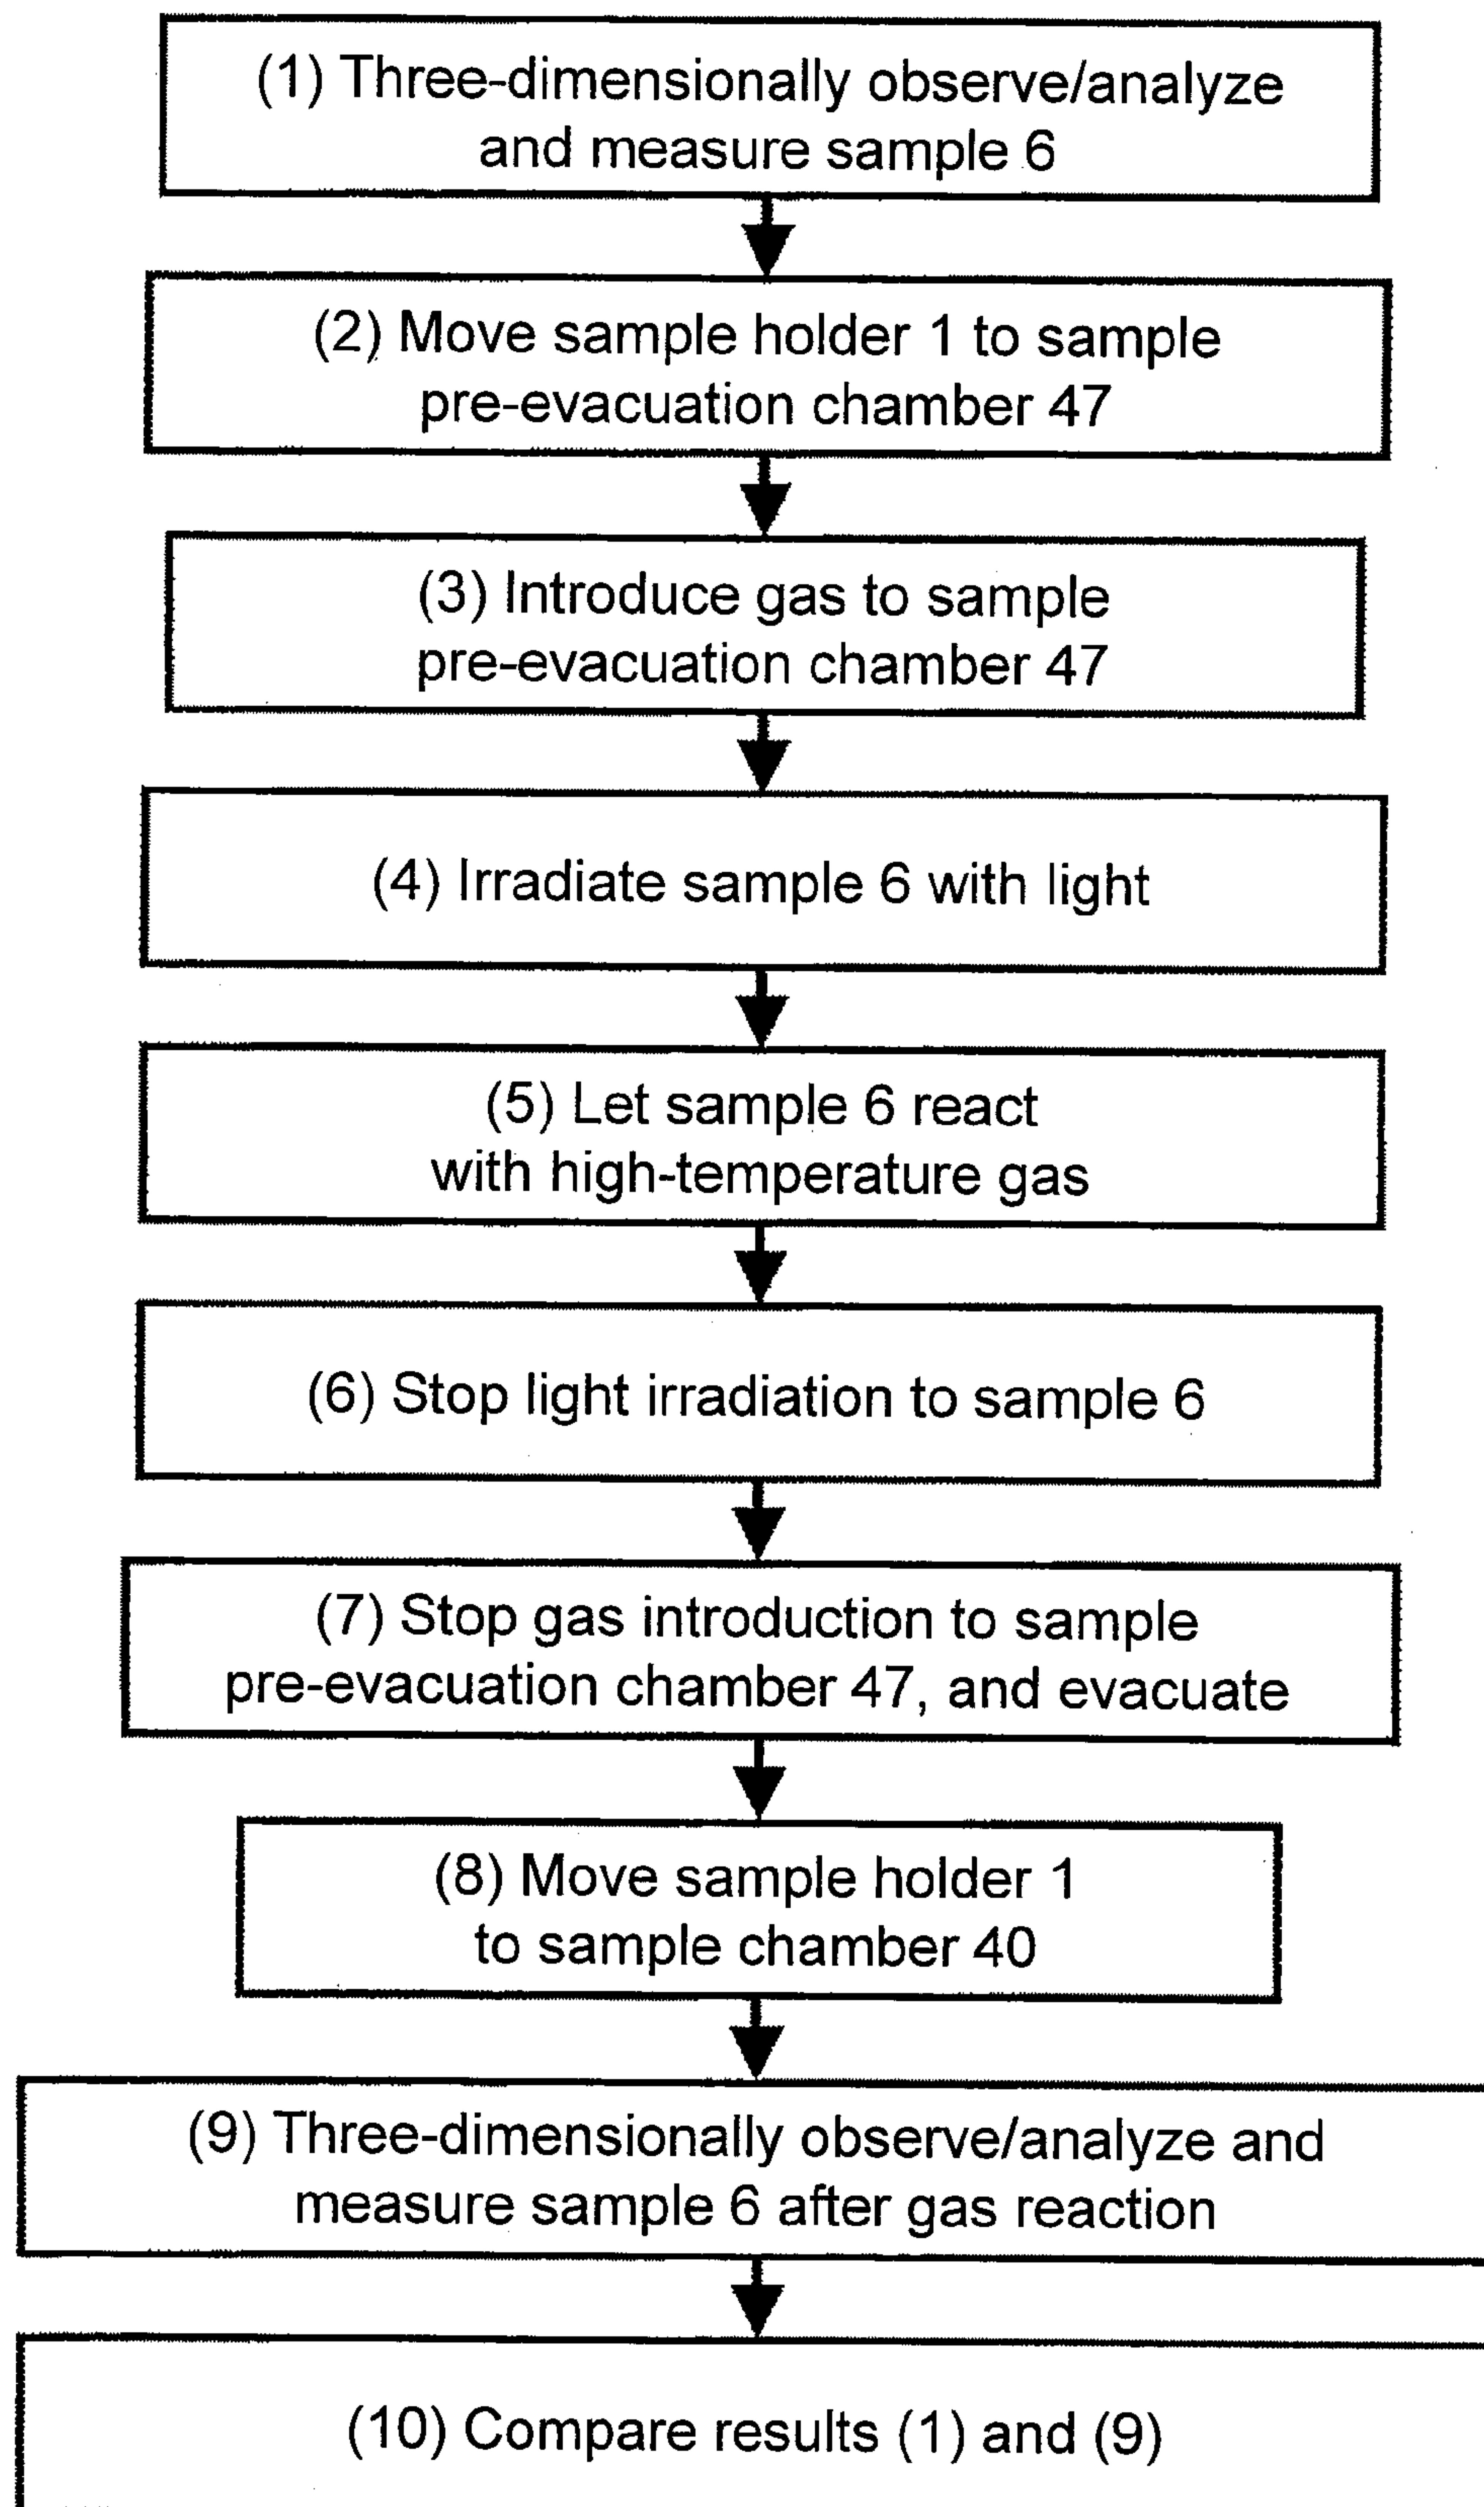 (1) Three-dimensionally observe/analyze
and measure sample 6
(2) Move sample holder 1 to sample
pre-evacuation chamber 47
(3) Introduce gas to sample
pre-evacuation chamber 47
(4) Irradiate sample 6 with light
(5) Let sample 6 react
with high-temperature gas
(6) Stop light irradiation to sample 6
(7) Stop gas introduction to sample
pre-evacuation chamber 47, and evacuate
(8) Move sample holder 1
to sample chamber 40
(9) Three-dimensionally observe/analyze and
measure sample 6 after gas reaction
(10) Compare results (1) and (9)